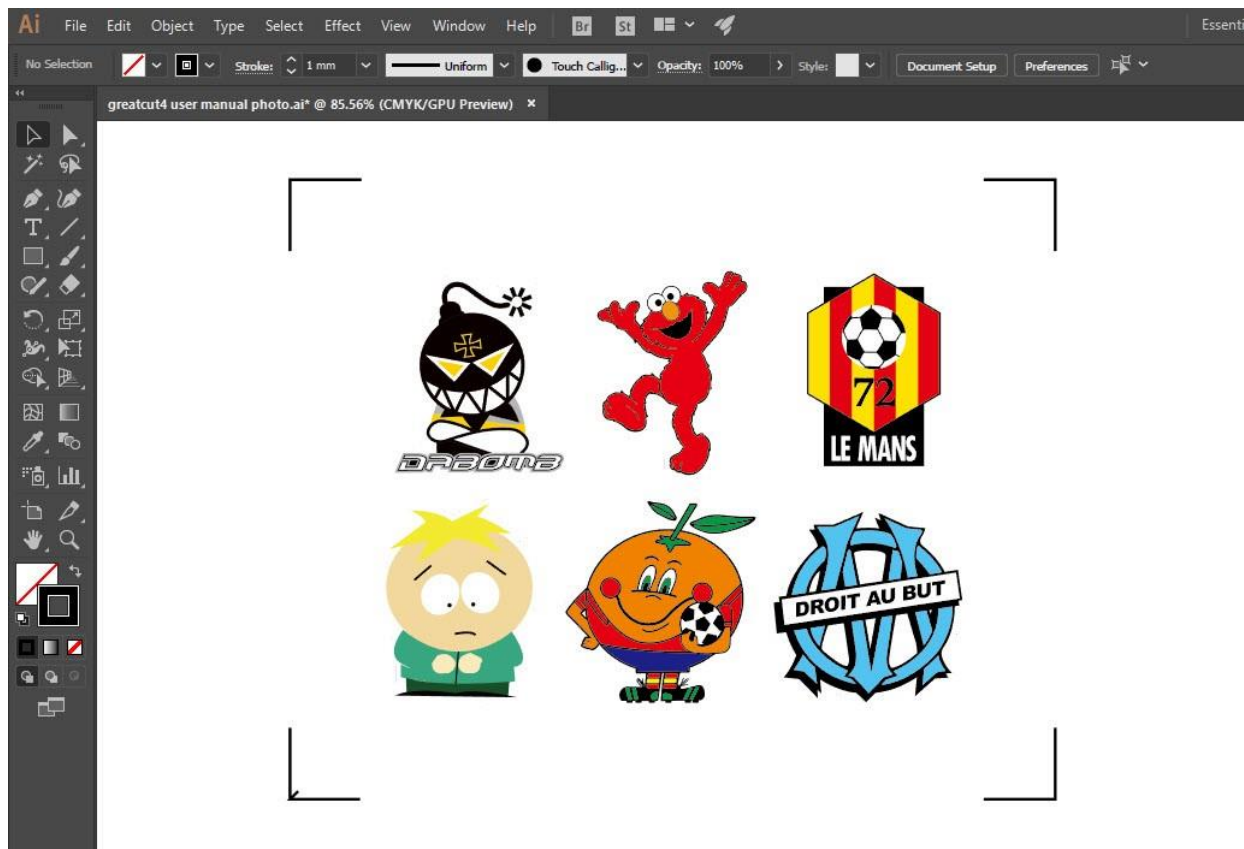 Ai File Edit Object Type Select Effect View Window Help Br St Essenti
No Selection Stroke: 1 mm Uniform Touch Callig... Opacity: 100% Style: Document Setup Preferences
greatcut4 user manual photo.ai* @ 85.56% (CMYK/GPU Preview) ×
72
DRBOMB
LE MANS
DROIT AU BUT